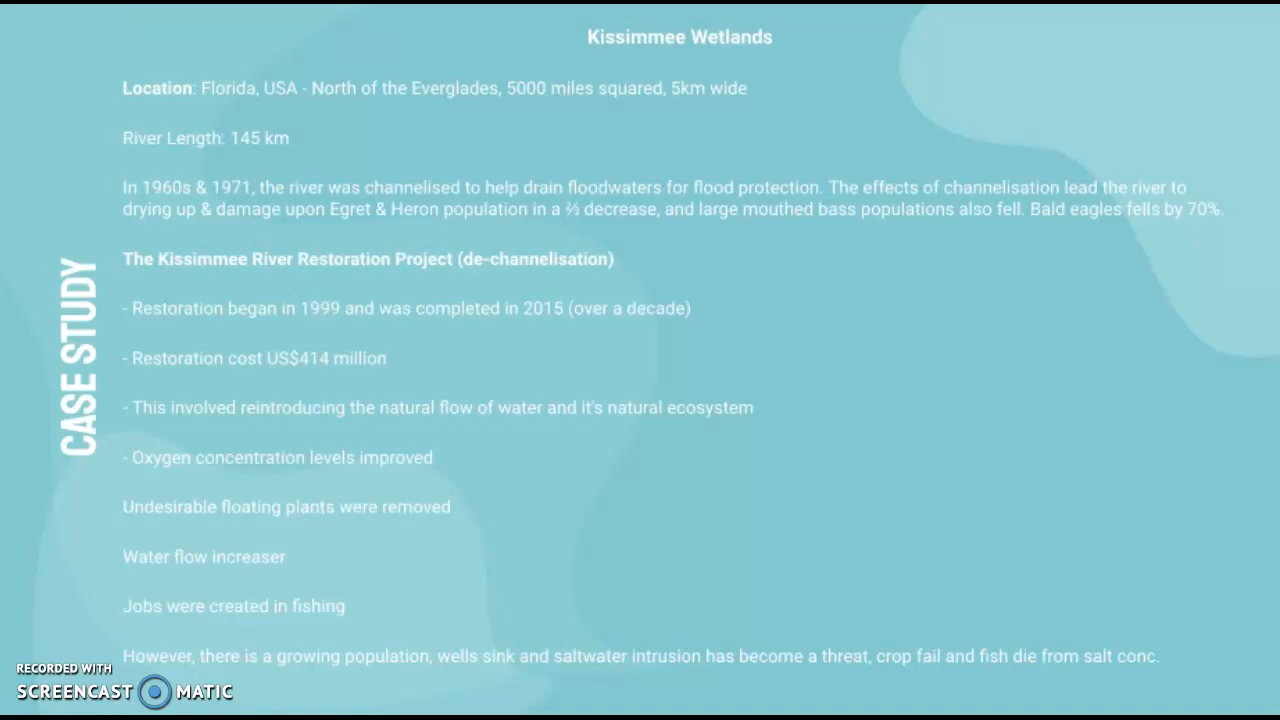 Kissimmee Wetlands
Location: Florida, USA - North of the Everglades, 5000 miles squared, 5km wide
River Length: 145 km
In 1960s & 1971, the river was channelised to help drain floodwaters for flood protection. The effects of channelisation lead the river to
drying up & damage upon Egret & Heron population in a ⅔ decrease, and large mouthed bass populations also fell. Bald eagles fells by 70%.
The Kissimmee River Restoration Project (de-channelisation)
- Restoration began in 1999 and was completed in 2015 (over a decade)
- Restoration cost US$414 million
- This involved reintroducing the natural flow of water and it's natural ecosystem
- Oxygen concentration levels improved
Undesirable floating plants were removed
Water flow increaser
Jobs were created in fishing
However, there is a growing population, wells sink and saltwater intrusion has become a threat, crop fail and fish die from salt conc.
CASE STUDY
RECORDED WITH
SCREENCAST MATIC